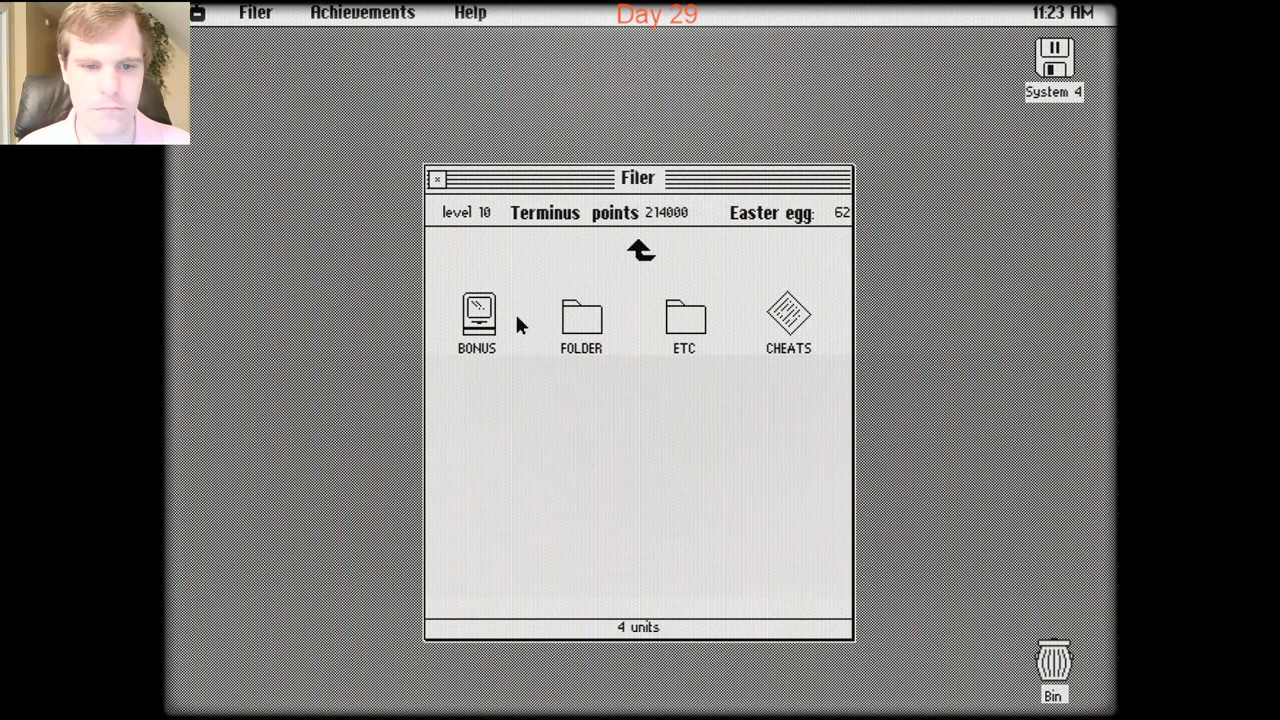 Filer Achievements Help Day 29 11:23 AM
System 4
Filer
level 10 Terminus points 214000 Easter egg: 62
BONUS FOLDER ETC CHEATS
4 units
Bin